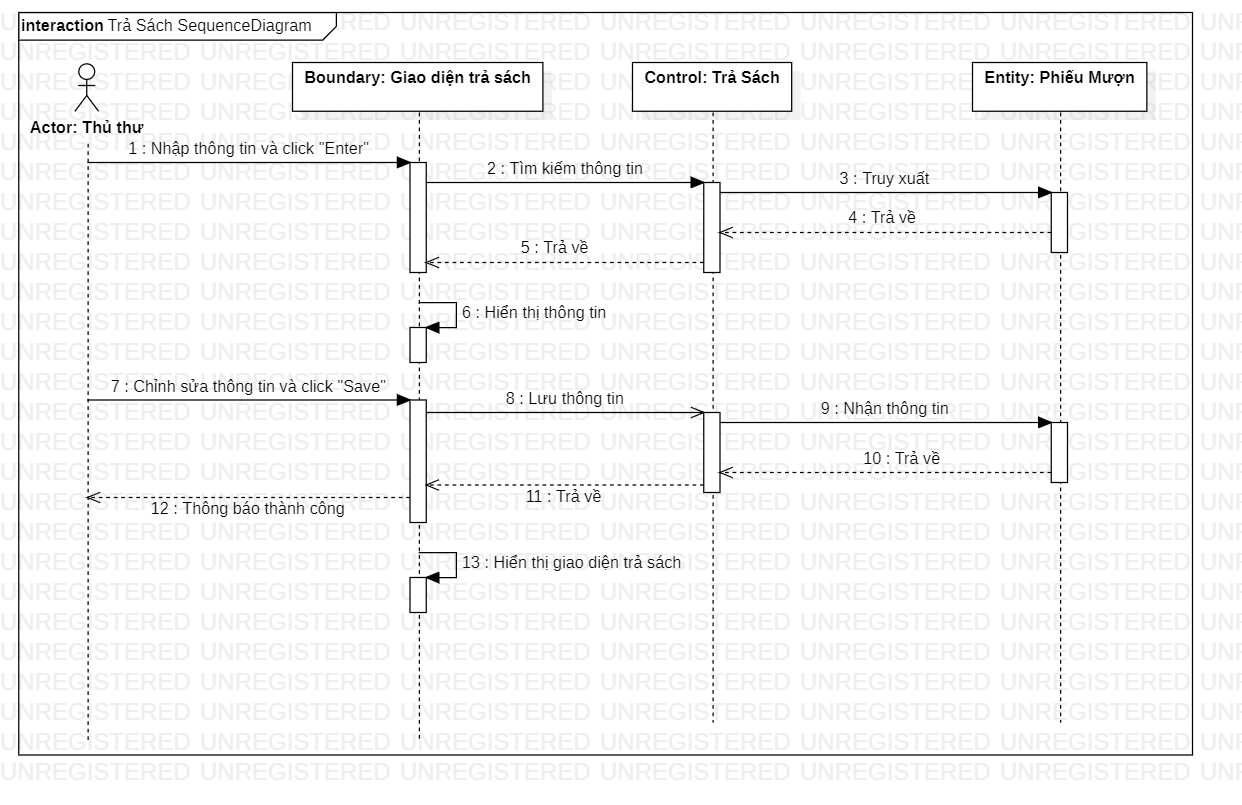 interaction Trả Sách SequenceDiagram
Boundary: Giao diện trả sách
Control: Trả Sách
Entity: Phiếu Mượn
Actor: Thủ thư
1 : Nhập thông tin và click "Enter"
2 : Tìm kiếm thông tin
3 : Truy xuất
4 : Trả về
5 : Trả về
6 : Hiển thị thông tin
7 : Chỉnh sửa thông tin và click "Save"
8 : Lưu thông tin
9 : Nhận thông tin
10 : Trả về
11 : Trả về
12 : Thông báo thành công
13 : Hiển thị giao diện trả sách
UNREGISTERED